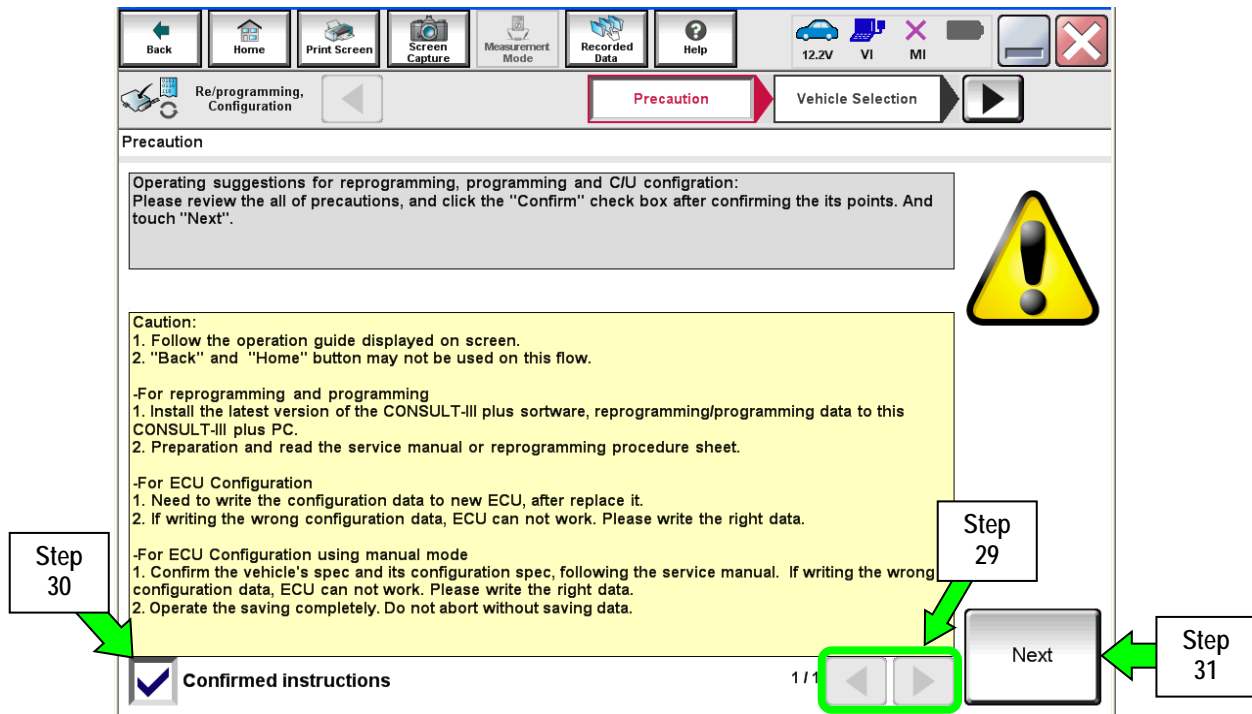 Back
Home
Print Screen
Screen
Capture
Measurement
Mode
Recorded
Data
Help
12.2V
VI
MI
Re/programming,
Configuration
Precaution
Vehicle Selection
Precaution
Operating suggestions for reprogramming, programming and C/U configration:
Please review the all of precautions, and click the "Confirm" check box after confirming the its points. And
touch "Next".
Caution:
1. Follow the operation guide displayed on screen.
2. "Back" and "Home" button may not be used on this flow.
-For reprogramming and programming
1. Install the latest version of the CONSULT-III plus sortware, reprogramming/programming data to this
CONSULT-III plus PC.
2. Preparation and read the service manual or reprogramming procedure sheet.
-For ECU Configuration
1. Need to write the configuration data to new ECU, after replace it.
2. If writing the wrong configuration data, ECU can not work. Please write the right data.
-For ECU Configuration using manual mode
1. Confirm the vehicle's spec and its configuration spec, following the service manual. If writing the wrong
configuration data, ECU can not work. Please write the right data.
2. Operate the saving completely. Do not abort without saving data.
Step
29
Step
30
Confirmed instructions
1/1
Next
Step
31